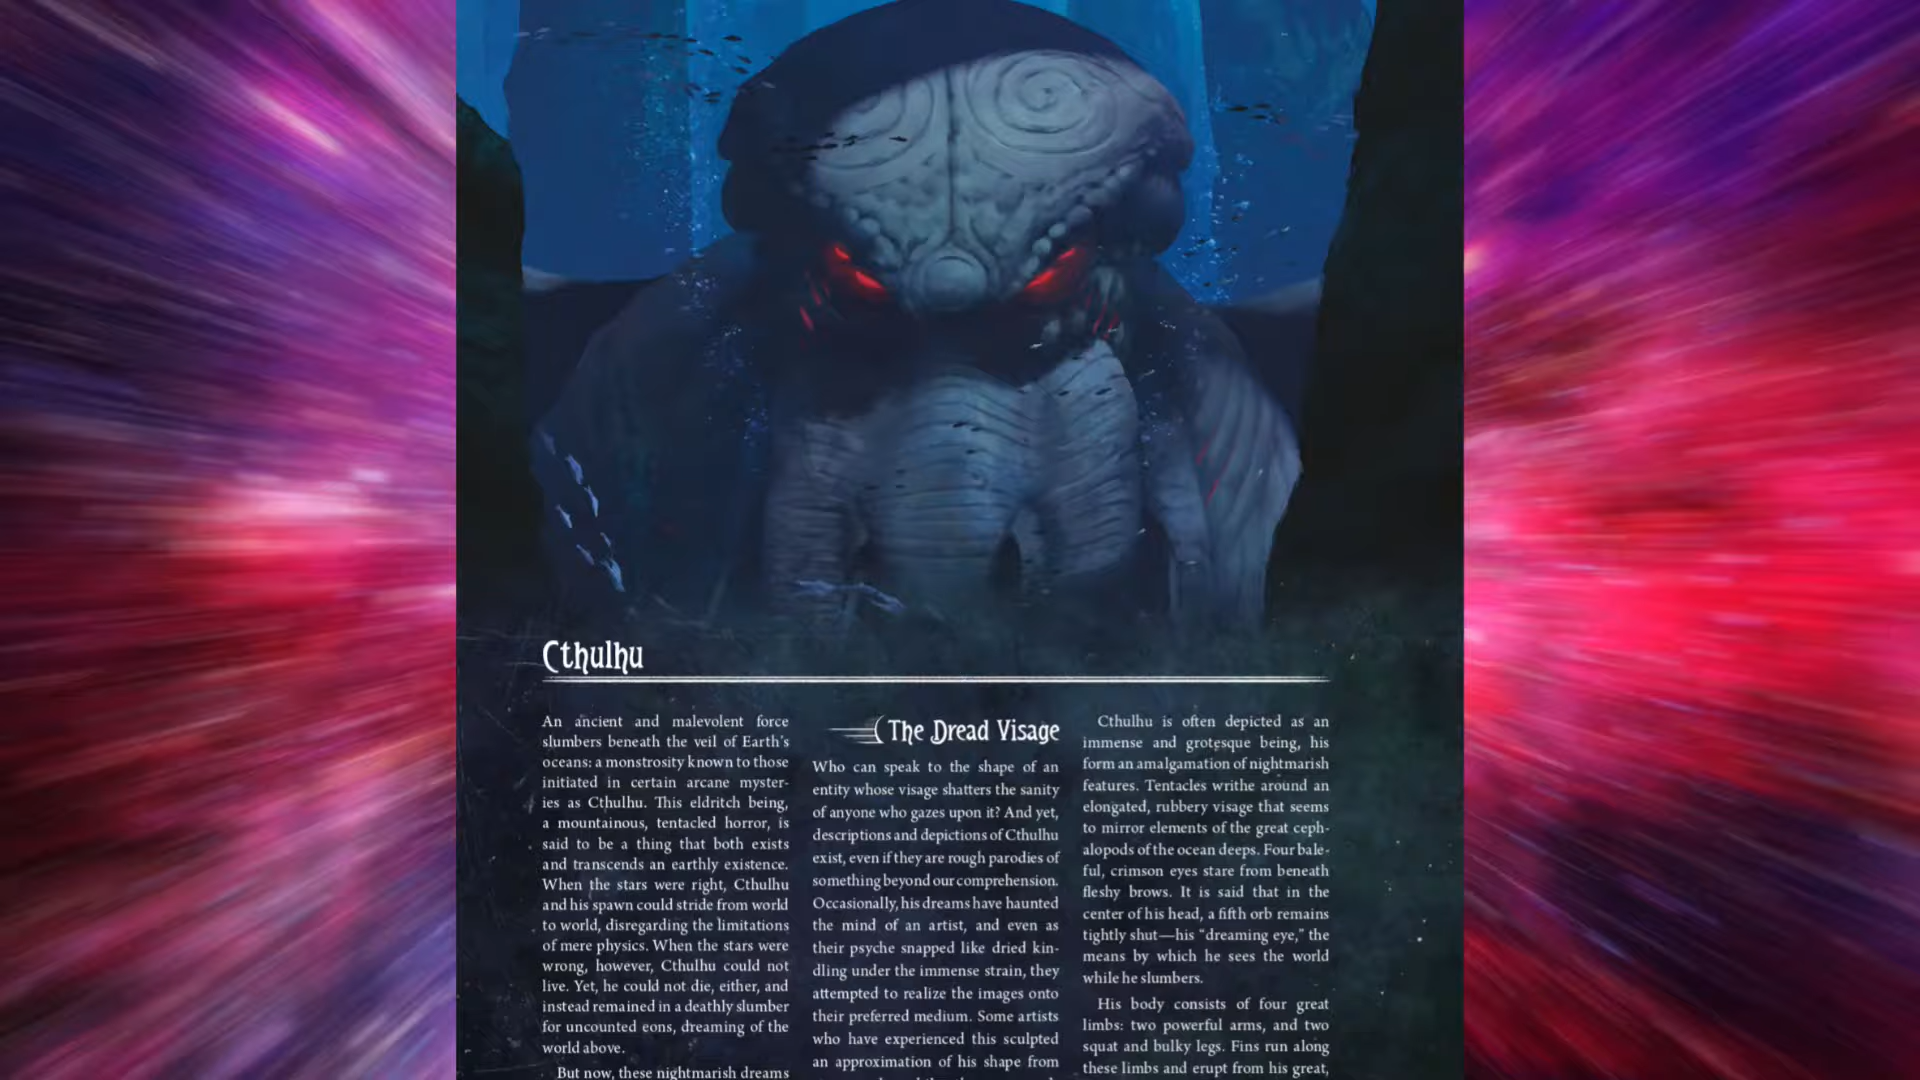 Cthulhu
An ancient and malevolent force
slumbers beneath the veil of Earth's
oceans: a monstrosity known to those
initiated in certain arcane myster-
ies as Cthulhu. This eldritch being,
a mountainous, tentacled horror, is
said to be a thing that both exists
and transcends an earthly existence.
When the stars were right, Cthulhu
and his spawn could stride from world
to world, disregarding the limitations
of mere physics. When the stars were
wrong, however, Cthulhu could not
live. Yet, he could not die, either, and
instead remained in a deathly slumber
for uncounted eons, dreaming of the
world above.
But now, these nightmarish dreams
The Dread Visage
Who can speak to the shape of an
entity whose visage shatters the sanity
of anyone who gazes upon it? And yet,
descriptions and depictions of Cthulhu
exist, even if they are rough parodies of
something beyond our comprehension.
Occasionally, his dreams have haunted
the mind of an artist, and even as
their psyche snapped like dried kin-
dling under the immense strain, they
attempted to realize the images onto
their preferred medium. Some artists
who have experienced this sculpted
an approximation of his shape from
Cthulhu is often depicted as an
immense and grotesque being, his
form an amalgamation of nightmarish
features. Tentacles writhe around an
elongated, rubbery visage that seems
to mirror elements of the great ceph-
alopods of the ocean deeps. Four bale-
ful, crimson eyes stare from beneath
fleshy brows. It is said that in the
center of his head, a fifth orb remains
tightly shut—his “dreaming eye,” the
means by which he sees the world
while he slumbers.
His body consists of four great
limbs: two powerful arms, and two
squat and bulky legs. Fins run along
these limbs and erupt from his great,